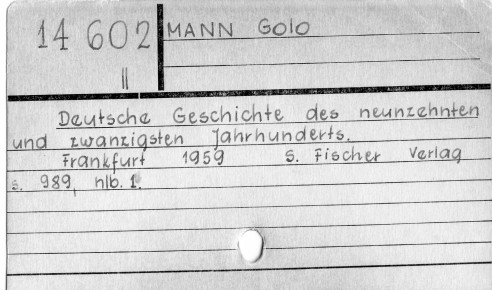 14 602 MANN Golo
II
Deutsche Geschichte des neunzehnten
und zwanzigsten Jahrhunderts.
Frankfurt 1959 S. Fischer Verlag
s. 989, hlb. 1.